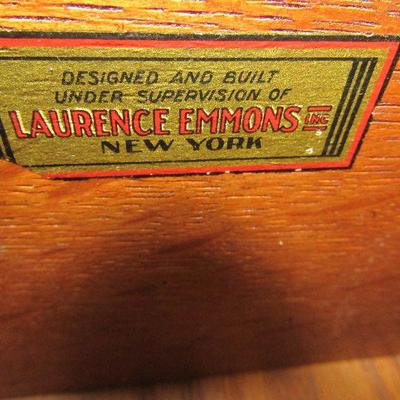 DESIGNED AND BUILT
UNDER SUPERVISION OF
LAURENCE EMMONS INC
NEW YORK